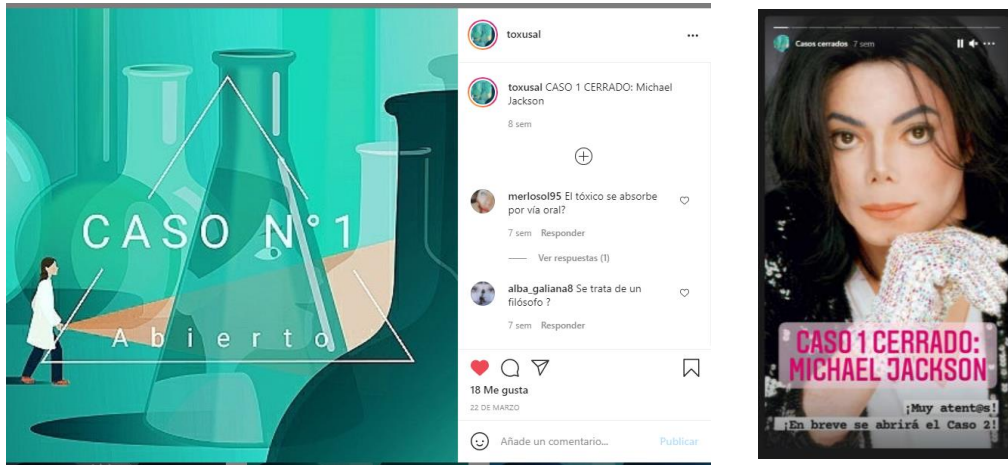 CASO N°1
Abierto
toxusal
toxusal CASO 1 CERRADO: Michael
Jackson
8 sem
merlosol95 El tóxico se absorbe
por vía oral?
7 sem Responder
Ver respuestas (1)
alba_galiana8 Se trata de un
filósofo ?
7 sem Responder
18 Me gusta
22 DE MARZO
Añade un comentario... Publicar
Casos cerrados 7 sem
CASO 1 CERRADO:
MICHAEL JACKSON
¡Muy atent@s!
¡En breve se abrirá el Caso 2!